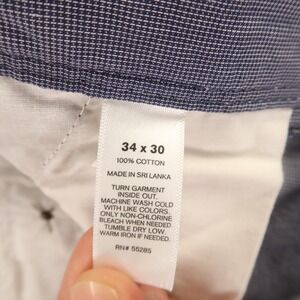 34 x 30
100% COTTON
MADE IN SRI LANKA
TURN GARMENT
INSIDE OUT.
MACHINE WASH COLD
WITH LIKE COLORS.
ONLY NON-CHLORINE
BLEACH WHEN NEEDED.
TUMBLE DRY LOW.
WARM IRON IF NEEDED.
RN# 55285